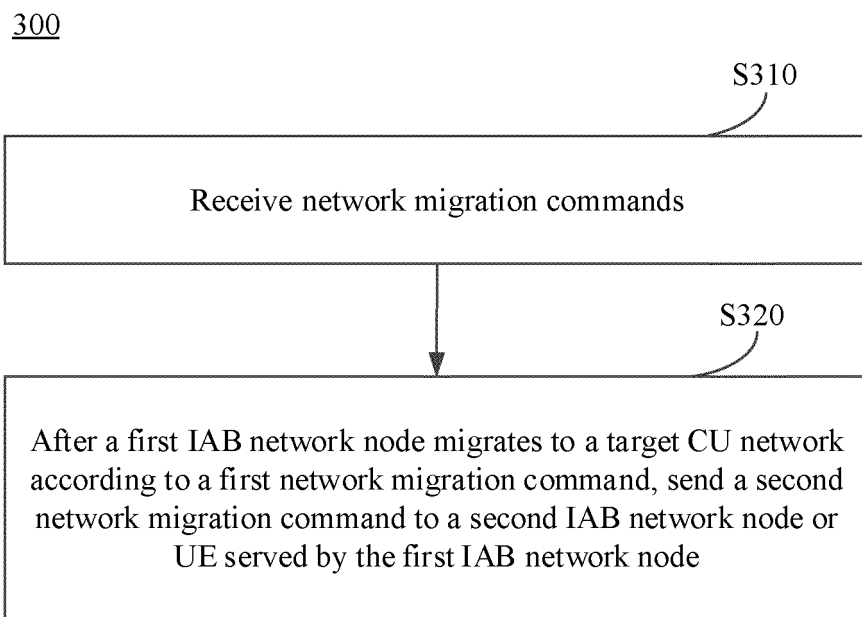 300
S310
Receive network migration commands
S320
After a first IAB network node migrates to a target CU network
according to a first network migration command, send a second
network migration command to a second IAB network node or
UE served by the first IAB network node